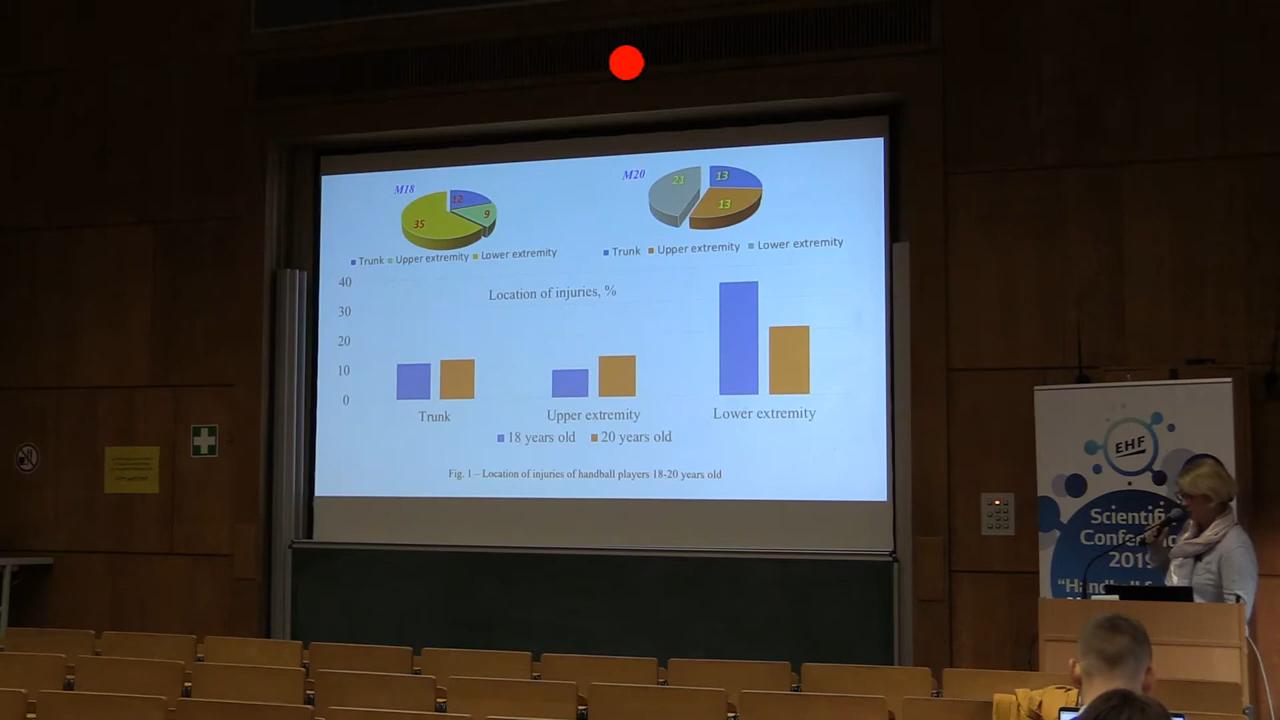 M18
12
9
35
Trunk Upper extremity Lower extremity
M20
21
13
13
Trunk Upper extremity Lower extremity
Location of injuries, %
40
30
20
10
0
Trunk Upper extremity Lower extremity
18 years old 20 years old
Fig. 1 – Location of injuries of handball players 18-20 years old
EHF
Scientific
Conference
2019